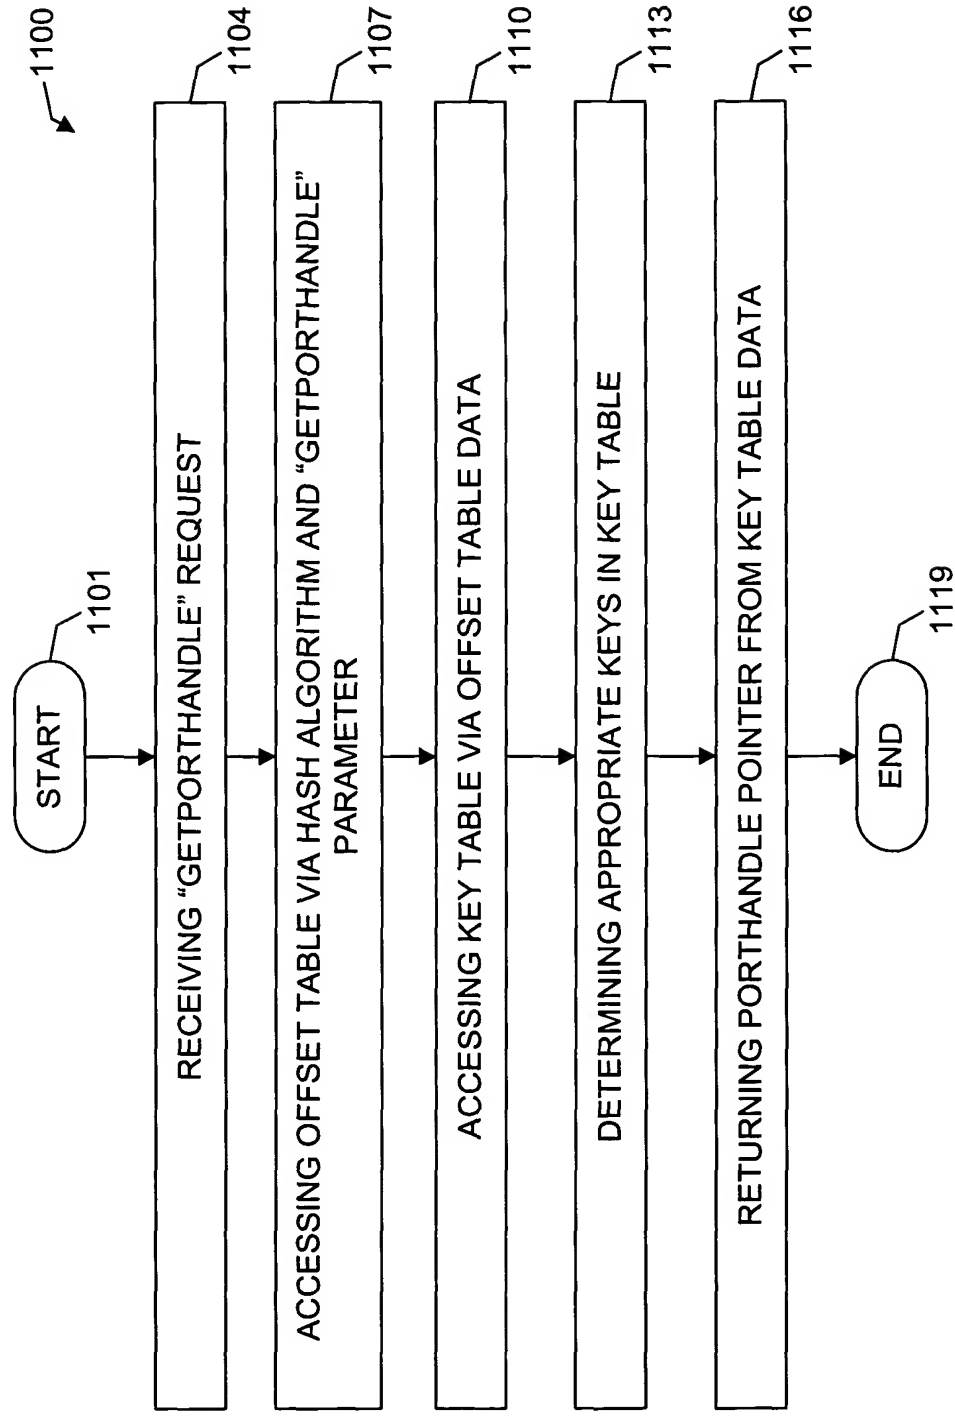 1100
START
1101
RECEIVING “GETPORTHANDLE” REQUEST
1104
ACCESSING OFFSET TABLE VIA HASH ALGORITHM AND “GETPORTHANDLE”
PARAMETER
1107
ACCESSING KEY TABLE VIA OFFSET TABLE DATA
1110
DETERMINING APPROPRIATE KEYS IN KEY TABLE
1113
RETURNING PORTHANDLE POINTER FROM KEY TABLE DATA
1116
END
1119